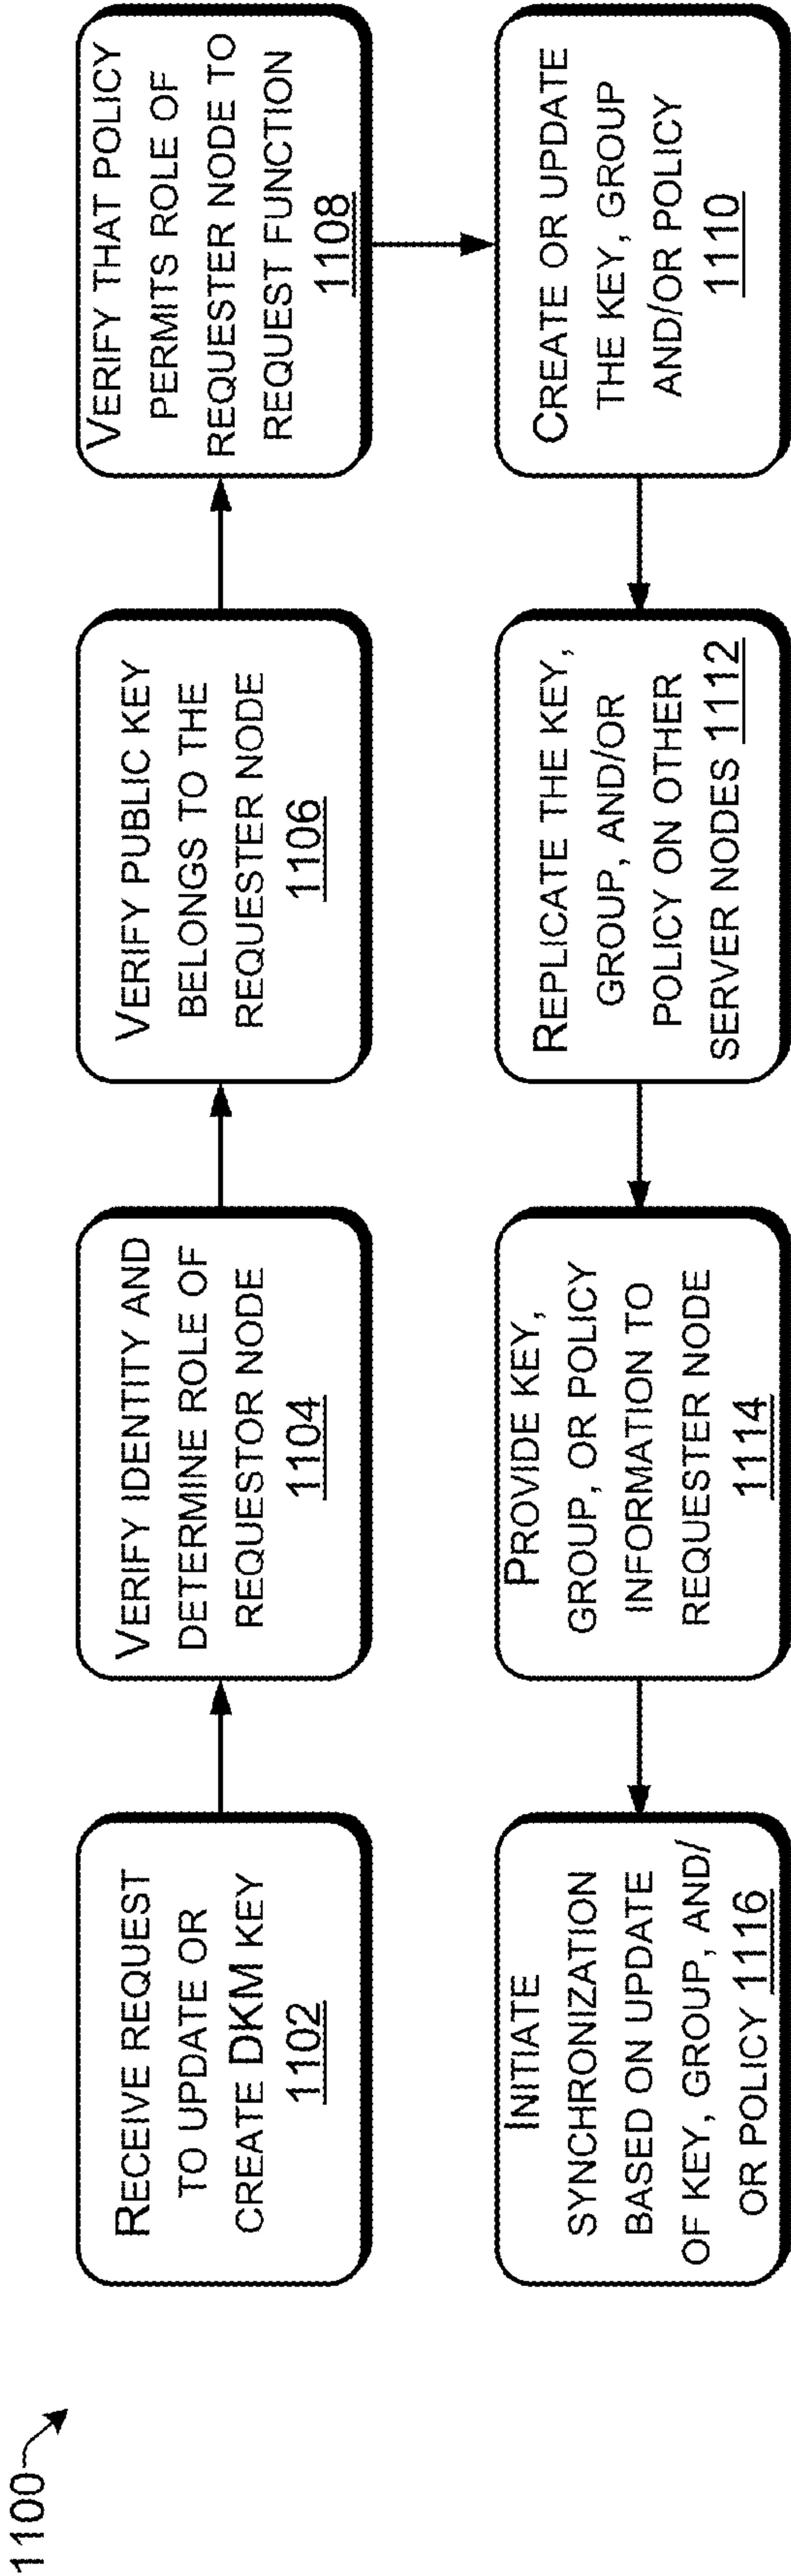 1100
RECEIVE REQUEST
TO UPDATE OR
CREATE DKM KEY
1102
VERIFY IDENTITY AND
DETERMINE ROLE OF
REQUESTOR NODE
1104
VERIFY PUBLIC KEY
BELONGS TO THE
REQUESTER NODE
1106
VERIFY THAT POLICY
PERMITS ROLE OF
REQUESTER NODE TO
REQUEST FUNCTION
1108
CREATE OR UPDATE
THE KEY, GROUP
AND/OR POLICY
1110
REPLICATE THE KEY,
GROUP, AND/OR
POLICY ON OTHER
SERVER NODES 1112
PROVIDE KEY,
GROUP, OR POLICY
INFORMATION TO
REQUESTER NODE
1114
INITIATE
SYNCHRONIZATION
BASED ON UPDATE
OF KEY, GROUP, AND/
OR POLICY 1116